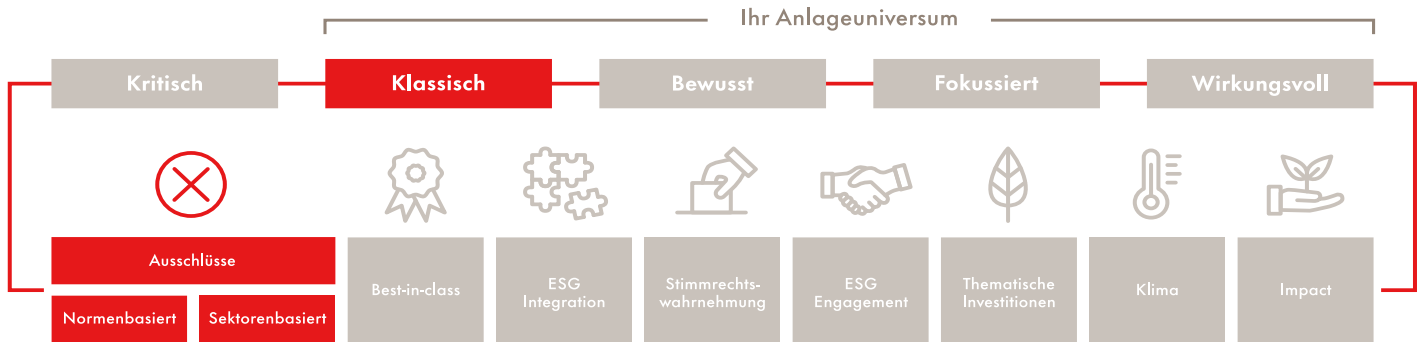 Ihr Anlageuniversum
Kritisch
Klassisch
Bewusst
Fokussiert
Wirkungsvoll
Ausschlüsse
Normenbasiert
Sektorenbasiert
Best-in-class
ESG
Integration
Stimmrechts-
wahrnehmung
ESG
Engagement
Thematische
Investitionen
Klima
Impact